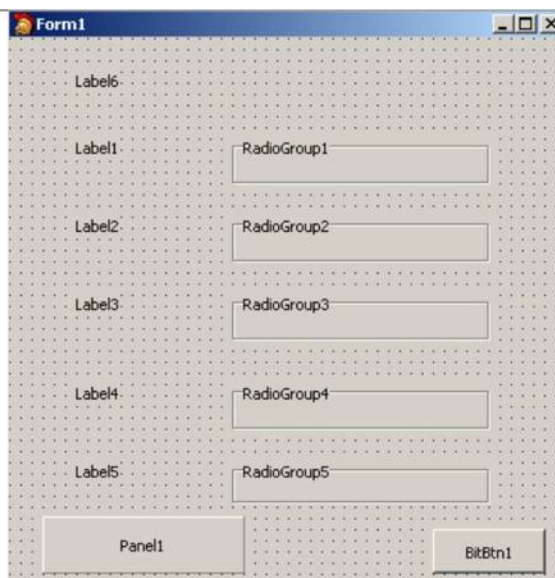 Form1
Label6
Label1
RadioGroup1
Label2
RadioGroup2
Label3
RadioGroup3
Label4
RadioGroup4
Label5
RadioGroup5
Panel1
BitBtn1